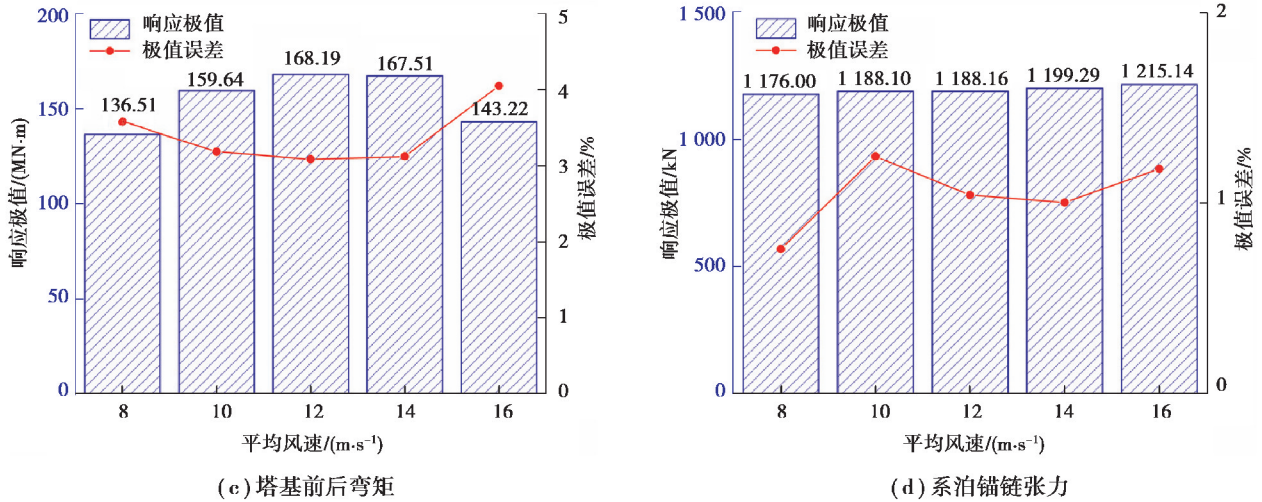 响应极值
极值误差
200
150
100
50
0
响应极值/(MN·m)
136.51
159.64
168.19
167.51
143.22
5
4
3
2
1
0
极值误差/%
8 10 12 14 16
平均风速/(m·s⁻¹)
(c)塔基前后弯矩
响应极值
极值误差
1 500
1 000
500
0
响应极值/kN
1 176.00
1 188.10
1 188.16
1 199.29
1 215.14
2
1
0
极值误差/%
8 10 12 14 16
平均风速/(m·s⁻¹)
(d)系泊锚链张力